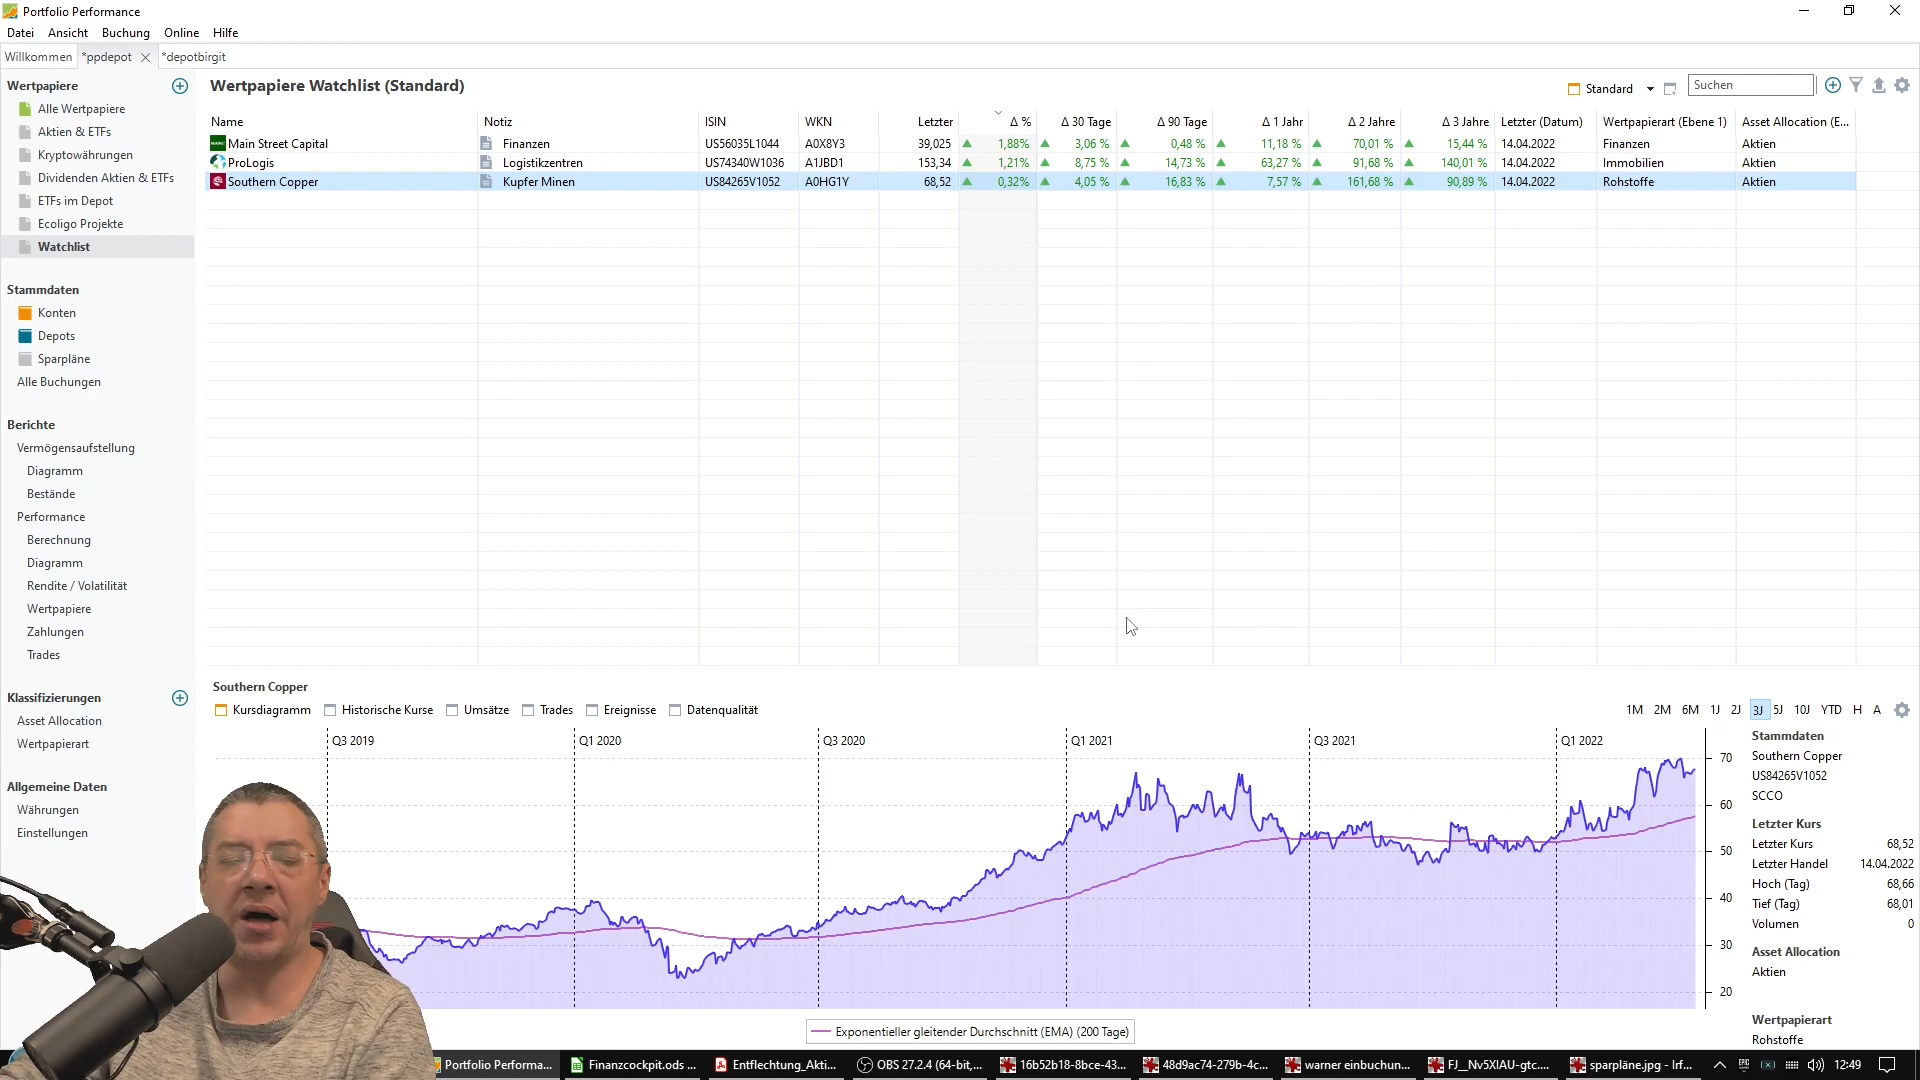 Portfolio Performance
Datei Ansicht Buchung Online Hilfe
Willkommen *ppdepot *depotbirgit
Wertpapiere
Alle Wertpapiere
Aktien & ETFs
Kryptowährungen
Dividenden Aktien & ETFs
ETFs im Depot
Ecoligo Projekte
Watchlist
Stammdaten
Konten
Depots
Sparpläne
Alle Buchungen
Berichte
Vermögensaufstellung
Diagramm
Bestände
Performance
Berechnung
Diagramm
Rendite / Volatilität
Wertpapiere
Zahlungen
Trades
Klassifizierungen
Asset Allocation
Wertpapierart
Allgemeine Daten
Währungen
Einstellungen
Wertpapiere Watchlist (Standard)
Standard Suchen
Name Notiz ISIN WKN Letzter Δ % Δ 30 Tage Δ 90 Tage Δ 1 Jahr Δ 2 Jahre Δ 3 Jahre Letzter (Datum) Wertpapierart (Ebene 1) Asset Allocation (E...
Main Street Capital Finanzen US56035L1044 A0X8Y3 39,025 1,88% 3,06 % 0,48 % 11,18 % 70,01 % 15,44 % 14.04.2022 Finanzen Aktien
ProLogis Logistikzentren US74340W1036 A1JBD1 153,34 1,21% 8,75 % 14,73 % 63,27 % 91,68 % 140,01 % 14.04.2022 Immobilien Aktien
Southern Copper Kupfer Minen US84265V1052 A0HG1Y 68,52 0,32% 4,05 % 16,83 % 7,57 % 161,68 % 90,89 % 14.04.2022 Rohstoffe Aktien
Southern Copper
Kursdiagramm Historische Kurse Umsätze Trades Ereignisse Datenqualität
1M 2M 6M 1J 2J 3J 5J 10J YTD H A
Q3 2019 Q1 2020 Q3 2020 Q1 2021 Q3 2021 Q1 2022
70
60
50
40
30
20
Exponentieller gleitender Durchschnitt (EMA) (200 Tage)
Stammdaten
Southern Copper
US84265V1052
SCCO
Letzter Kurs
Letzter Kurs 68,52
Letzter Handel 14.04.2022
Hoch (Tag) 68,66
Tief (Tag) 68,01
Volumen 0
Asset Allocation
Aktien
Wertpapierart
Rohstoffe
Portfolio Performa... Finanzcockpit.ods ... Entflechtung_Akti... OBS 27.2.4 (64-bit,... 16b52b18-8bce-43... 48d9ac74-279b-4c... warner einbuchun... FJ__Nv5XIAU-gtc.... sparpläne.jpg - Irf... 12:49